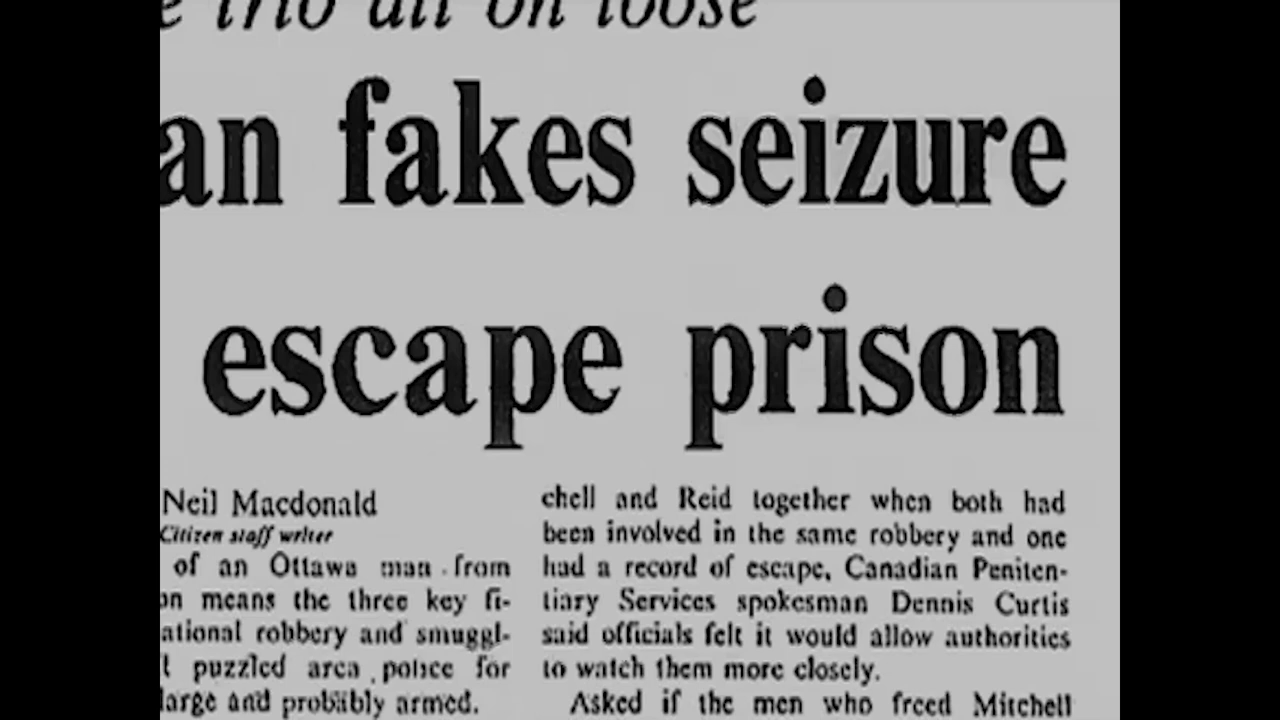 e trio all on loose
an fakes seizure
escape prison
Neil Macdonald
Citizen staff writer
of an Ottawa man from
on means the three key fi-
ational robbery and smuggl-
t puzzled area police for
large and probably armed.
chell and Reid together when both had
been involved in the same robbery and one
had a record of escape, Canadian Peniten-
tiary Services spokesman Dennis Curtis
said officials felt it would allow authorities
to watch them more closely.
Asked if the men who freed Mitchell